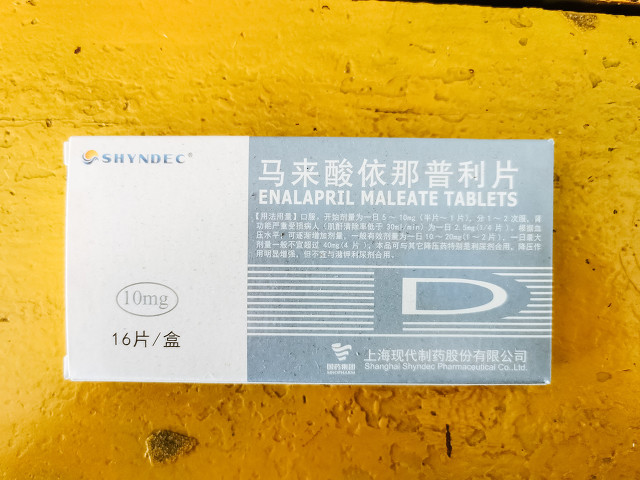 SHYNDEC®
马来酸依那普利片
ENALAPRIL MALEATE TABLETS
【用法用量】口服。开始剂量为一日5~10mg(半片~1片),分1~2次服,肾
功能严重受损病人(肌酐清除率低于30ml/min)为一日2.5mg(1/4片)。根据血
压水平,可逐渐增加剂量,一般有效剂量为一日10~20mg(1~2片),一日最大
剂量一般不宜超过40mg(4片)。本品可与其它降压药特别是利尿剂合用,降压作
用明显增强,但不宜与潴钾利尿剂合用。
10mg
16片/盒
D
国药集团
SINOPHARM
上海现代制药股份有限公司
Shanghai Shyndec Pharmaceutical Co.,Ltd.